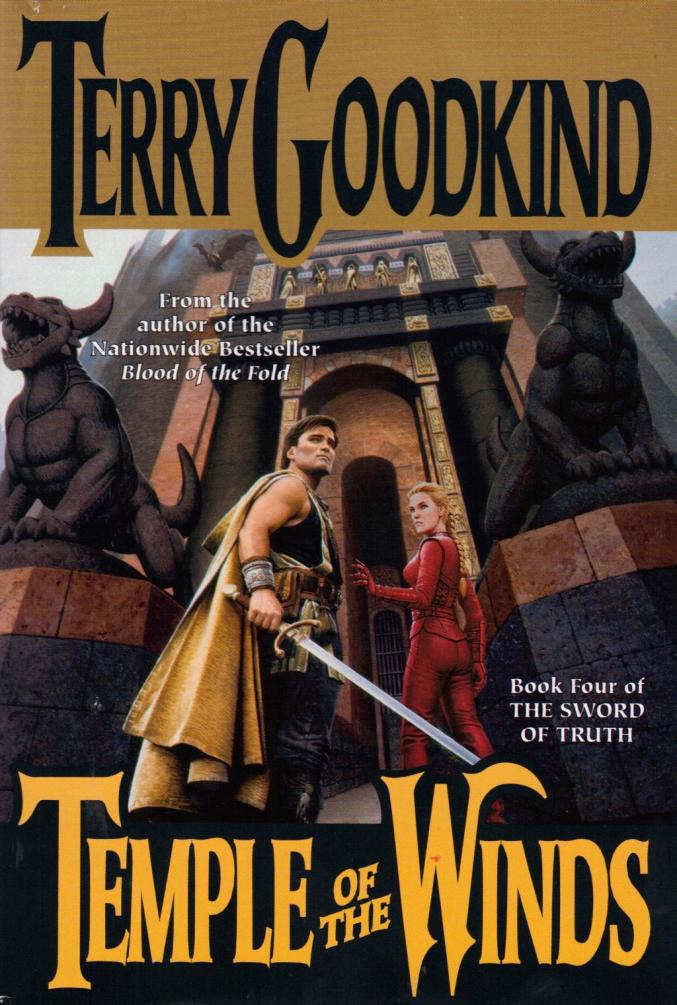 TERRY GOODKIND
From the
author of the
Nationwide Bestseller
Blood of the Fold
Book Four of
THE SWORD
OF TRUTH
TEMPLE OF THE WINDS